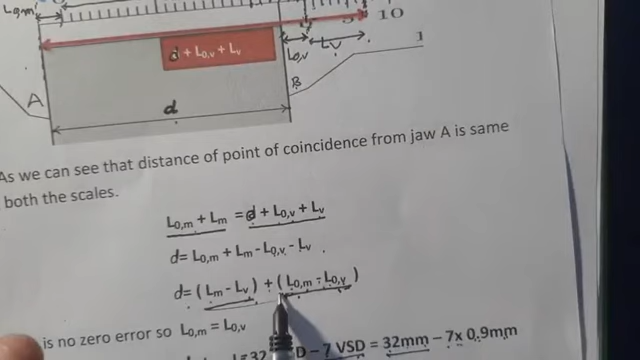 L0,m
10
d + L0,v + Lv
L0,v
Lv
1
A
B
d
As we can see that distance of point of coincidence from jaw A is same
both the scales.
L0,m + Lm = d + L0,v + Lv
d= L0,m + Lm - L0,v - Lv
d= (Lm - Lv) + (L0,m - L0,v)
is no zero error so L0,m = L0,v
D - 7 VSD = 32mm - 7x 0.9mm